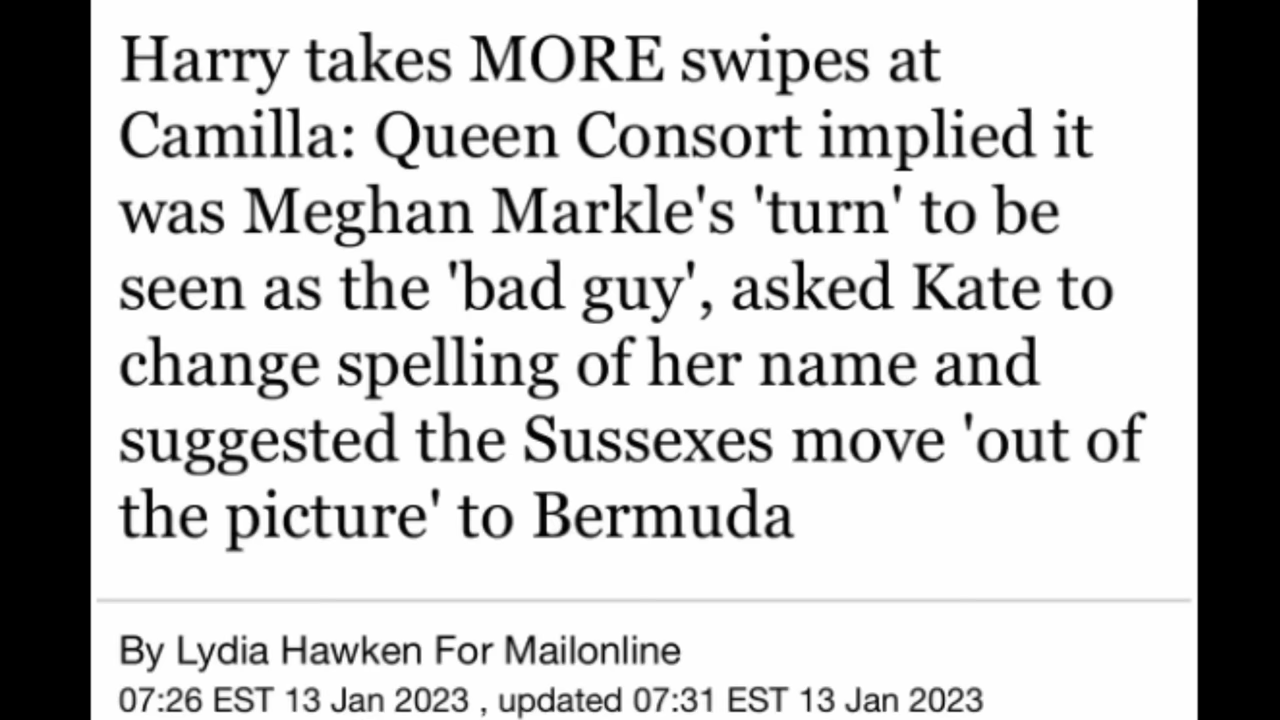 Harry takes MORE swipes at
Camilla: Queen Consort implied it
was Meghan Markle's 'turn' to be
seen as the 'bad guy', asked Kate to
change spelling of her name and
suggested the Sussexes move 'out of
the picture' to Bermuda
By Lydia Hawken For Mailonline
07:26 EST 13 Jan 2023 , updated 07:31 EST 13 Jan 2023